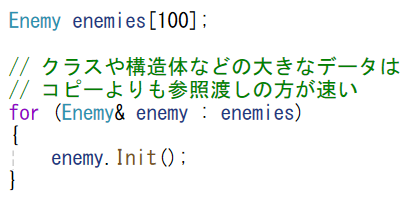 Enemy enemies[100];
// クラスや構造体などの大きなデータは
// コピーよりも参照渡しの方が速い
for (Enemy& enemy : enemies)
{
    enemy.Init();
}